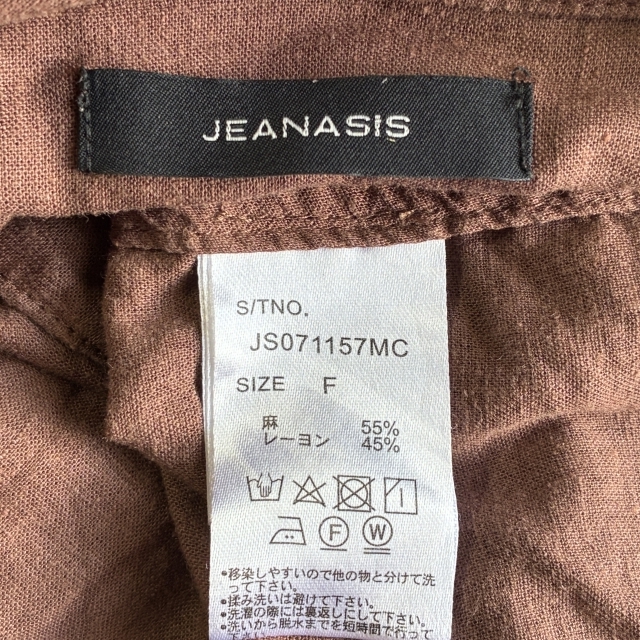 JEANASIS
S/TNO.
JS071157MC
SIZE F
麻 55%
レーヨン 45%
F W
•移染しやすいので他の物と分けて洗
って下さい。
•揉み洗いは避けて下さい。
•洗濯の際には裏返しにして下さい。
•洗いから脱水までを短時間で行って
下さい。